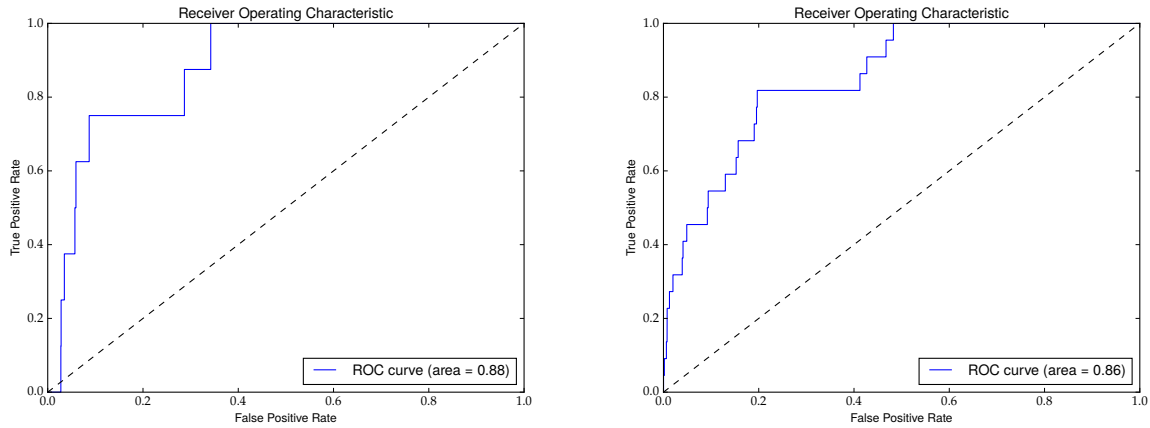 Receiver Operating Characteristic
1.0
0.8
0.6
0.4
0.2
0.0
True Positive Rate
ROC curve (area = 0.88)
0.0 0.2 0.4 0.6 0.8 1.0
False Positive Rate
Receiver Operating Characteristic
1.0
0.8
0.6
0.4
0.2
0.0
True Positive Rate
ROC curve (area = 0.86)
0.0 0.2 0.4 0.6 0.8 1.0
False Positive Rate